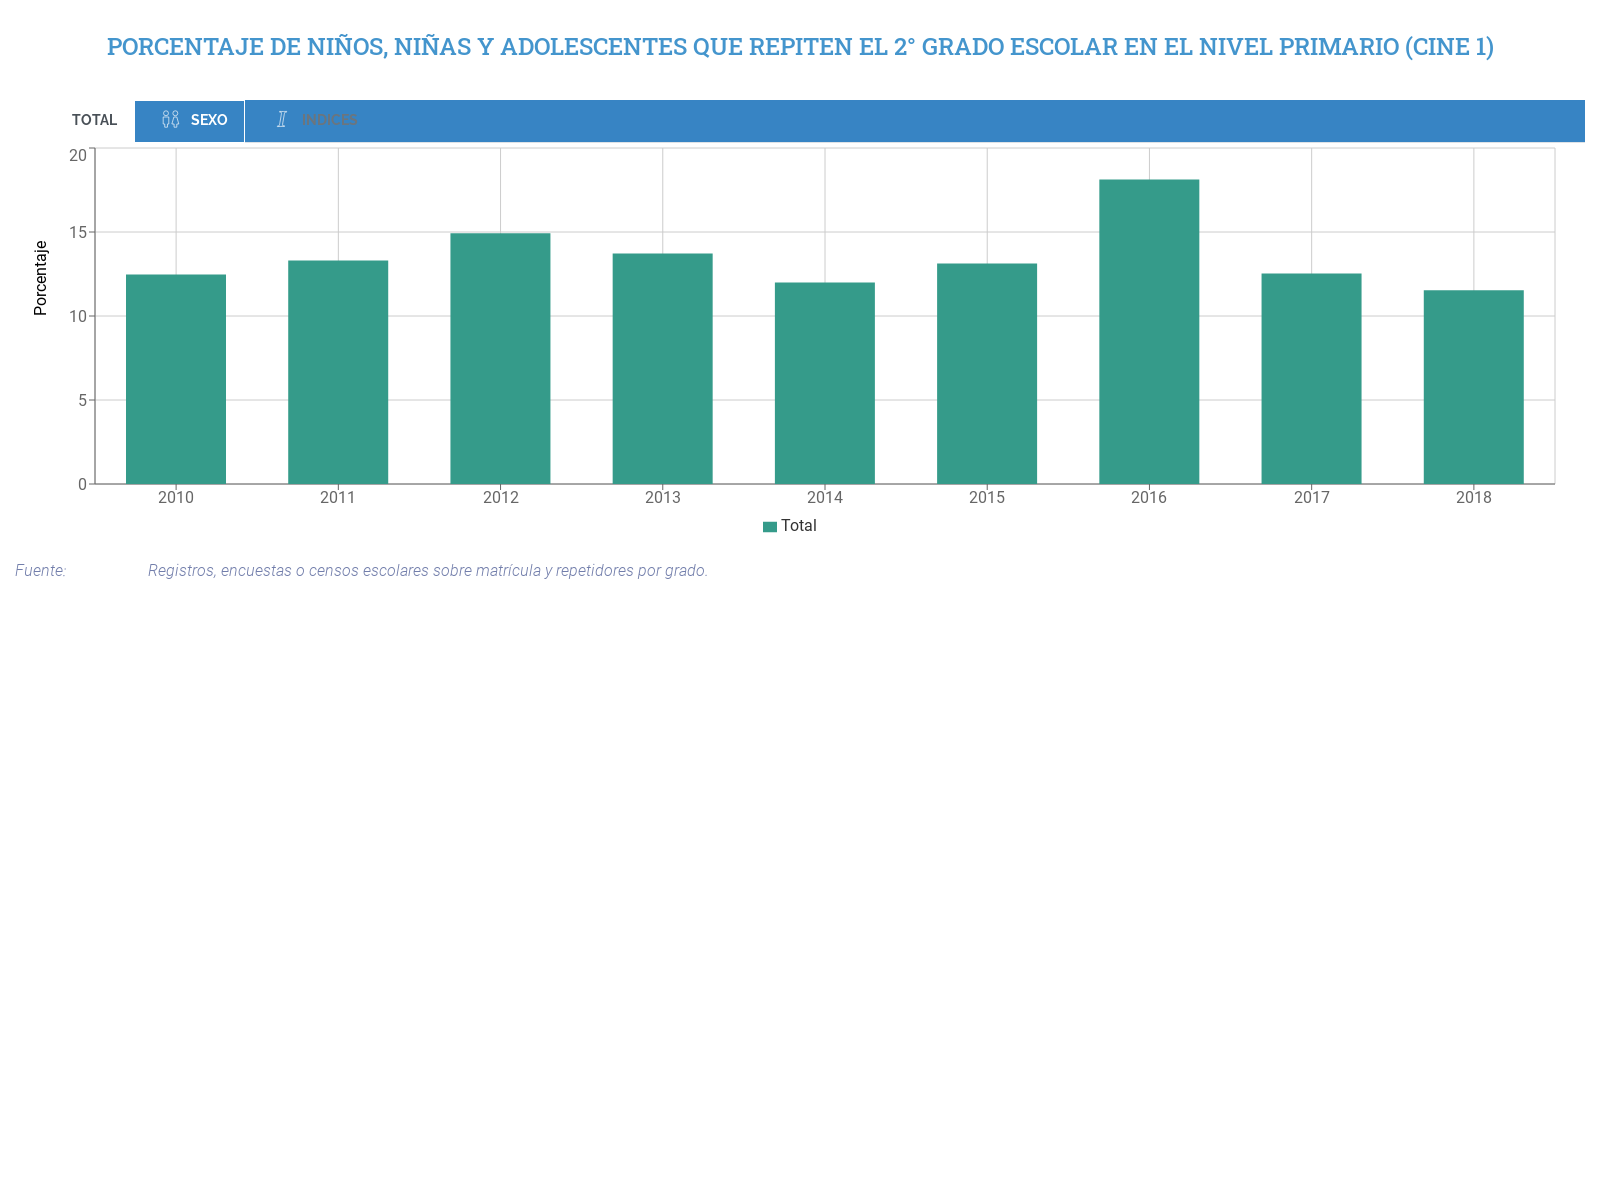 PORCENTAJE DE NIÑOS, NIÑAS Y ADOLESCENTES QUE REPITEN EL 2° GRADO ESCOLAR EN EL NIVEL PRIMARIO (CINE 1)
TOTAL SEXO INDICES
20
15
10
5
0
Porcentaje
2010 2011 2012 2013 2014 2015 2016 2017 2018
Total
Fuente: Registros, encuestas o censos escolares sobre matrícula y repetidores por grado.